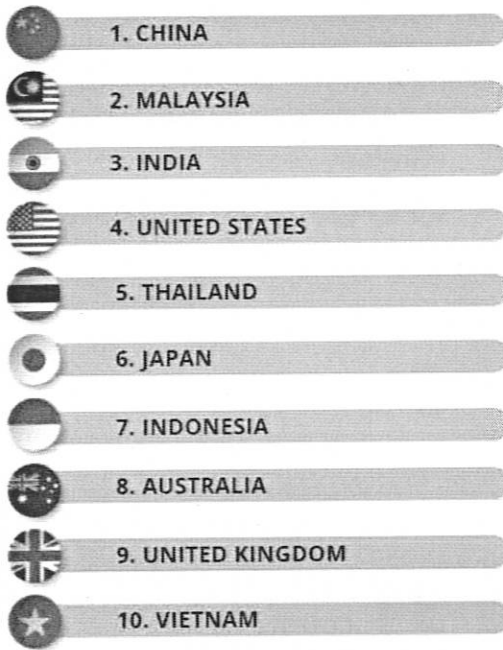 1. CHINA
2. MALAYSIA
3. INDIA
4. UNITED STATES
5. THAILAND
6. JAPAN
7. INDONESIA
8. AUSTRALIA
9. UNITED KINGDOM
10. VIETNAM